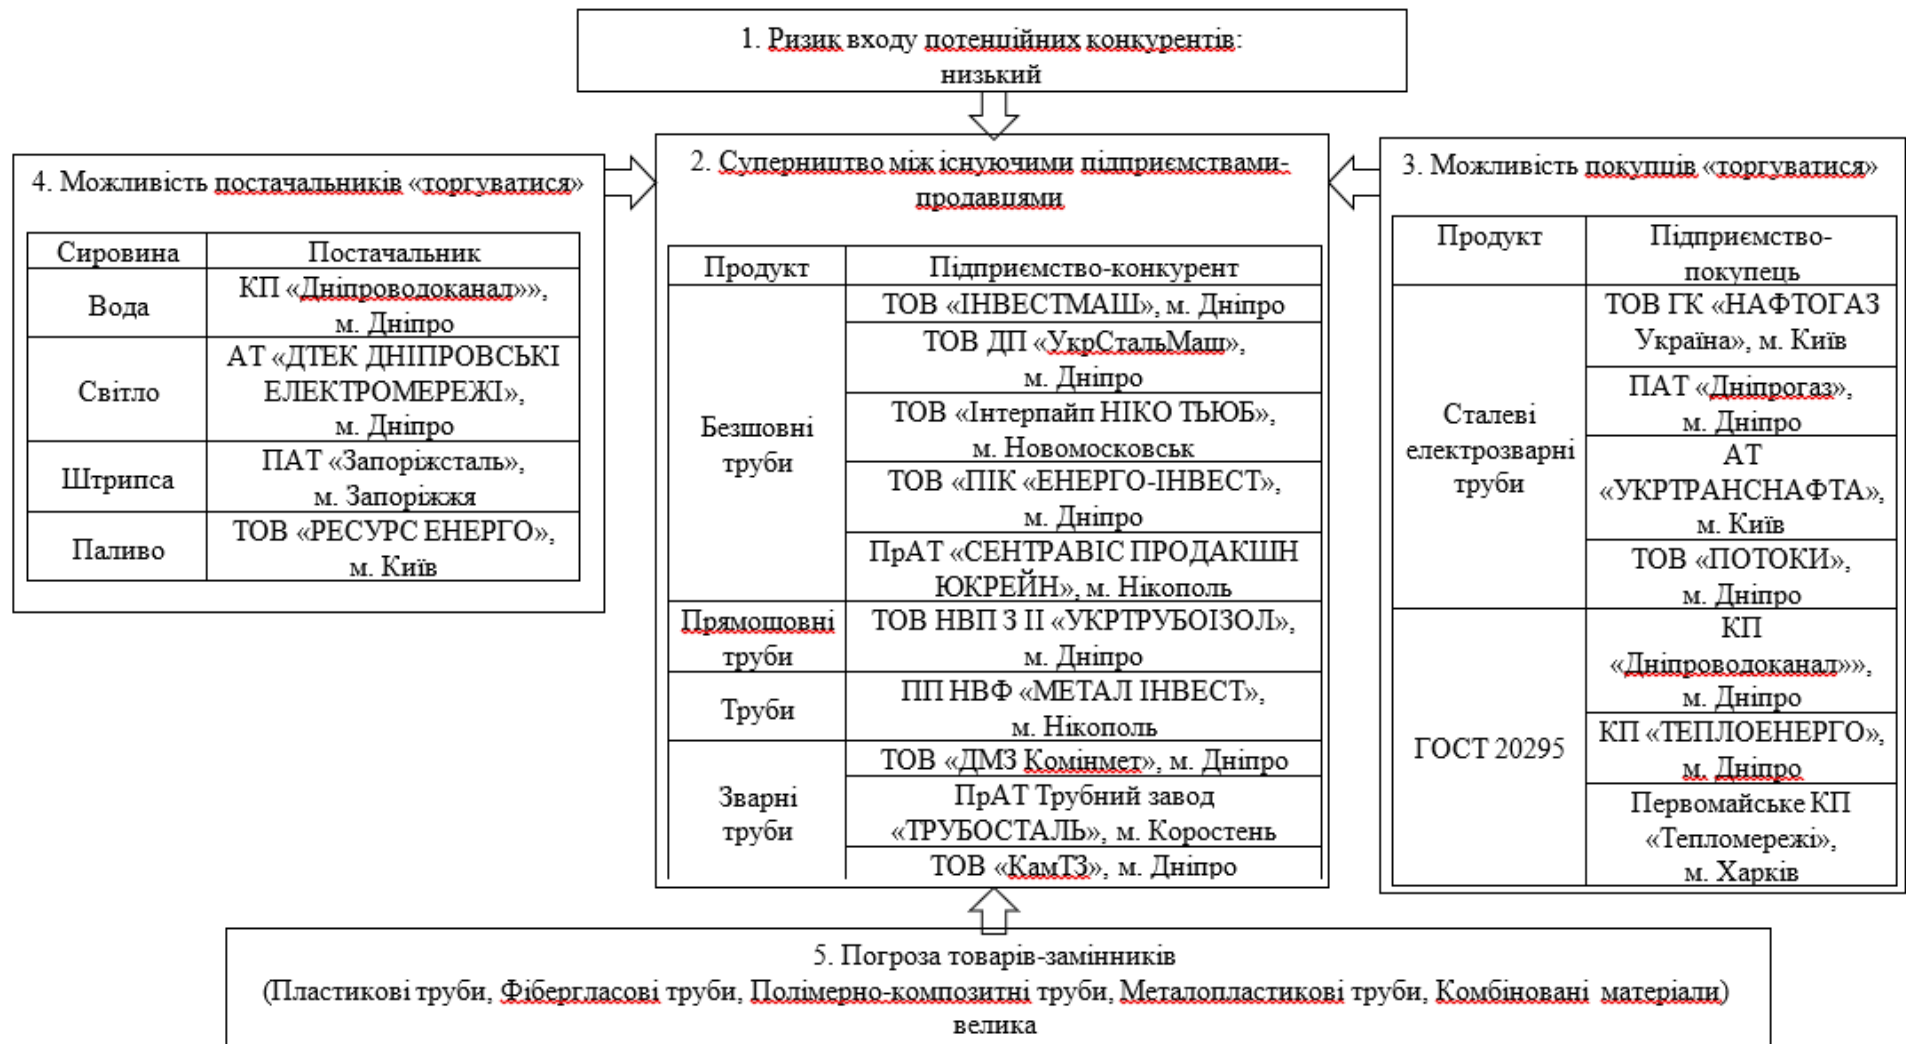 1. Ризик входу потенційних конкурентів:
низький
4. Можливість постачальників «торгуватися»
Сировина
Постачальник
Вода
КП «Дніпроводоканал»»,
м. Дніпро
Світло
АТ «ДТЕК ДНІПРОВСЬКІ
ЕЛЕКТРОМЕРЕЖІ»,
м. Дніпро
Штрипса
ПАТ «Запоріжсталь»,
м. Запоріжжя
Паливо
ТОВ «РЕСУРС ЕНЕРГО»,
м. Київ
2. Суперництво між існуючими підприємствами-
продавцями
Продукт
Підприємство-конкурент
Безшовні
труби
ТОВ «ІНВЕСТМАШ», м. Дніпро
ТОВ ДП «УкрСтальМаш»,
м. Дніпро
ТОВ «Інтерпайп НІКО ТЬЮБ»,
м. Новомосковськ
ТОВ «ПІК «ЕНЕРГО-ІНВЕСТ»,
м. Дніпро
ПрАТ «СЕНТРАВІС ПРОДАКШН
ЮКРЕЙН», м. Нікополь
Прямошовні
труби
ТОВ НВП З ІІ «УКРТРУБОІЗОЛ»,
м. Дніпро
Труби
ПП НВФ «МЕТАЛ ІНВЕСТ»,
м. Нікополь
Зварні
труби
ТОВ «ДМЗ Комінмет», м. Дніпро
ПрАТ Трубний завод
«ТРУБОСТАЛЬ», м. Коростень
ТОВ «КамТЗ», м. Дніпро
3. Можливість покупців «торгуватися»
Продукт
Підприємство-
покупець
Сталеві
електрозварні
труби
ТОВ ГК «НАФТОГАЗ
Україна», м. Київ
ПАТ «Дніпрогаз»,
м. Дніпро
АТ
«УКРТРАНСНАФТА»,
м. Київ
ТОВ «ПОТОКИ»,
м. Дніпро
ГОСТ 20295
КП
«Дніпроводоканал»»,
м. Дніпро
КП «ТЕПЛОЕНЕРГО»,
м. Дніпро
Первомайське КП
«Тепломережі»,
м. Харків
5. Погроза товарів-замінників
(Пластикові труби, Фібергласові труби, Полімерно-композитні труби, Металопластикові труби, Комбіновані матеріали)
велика